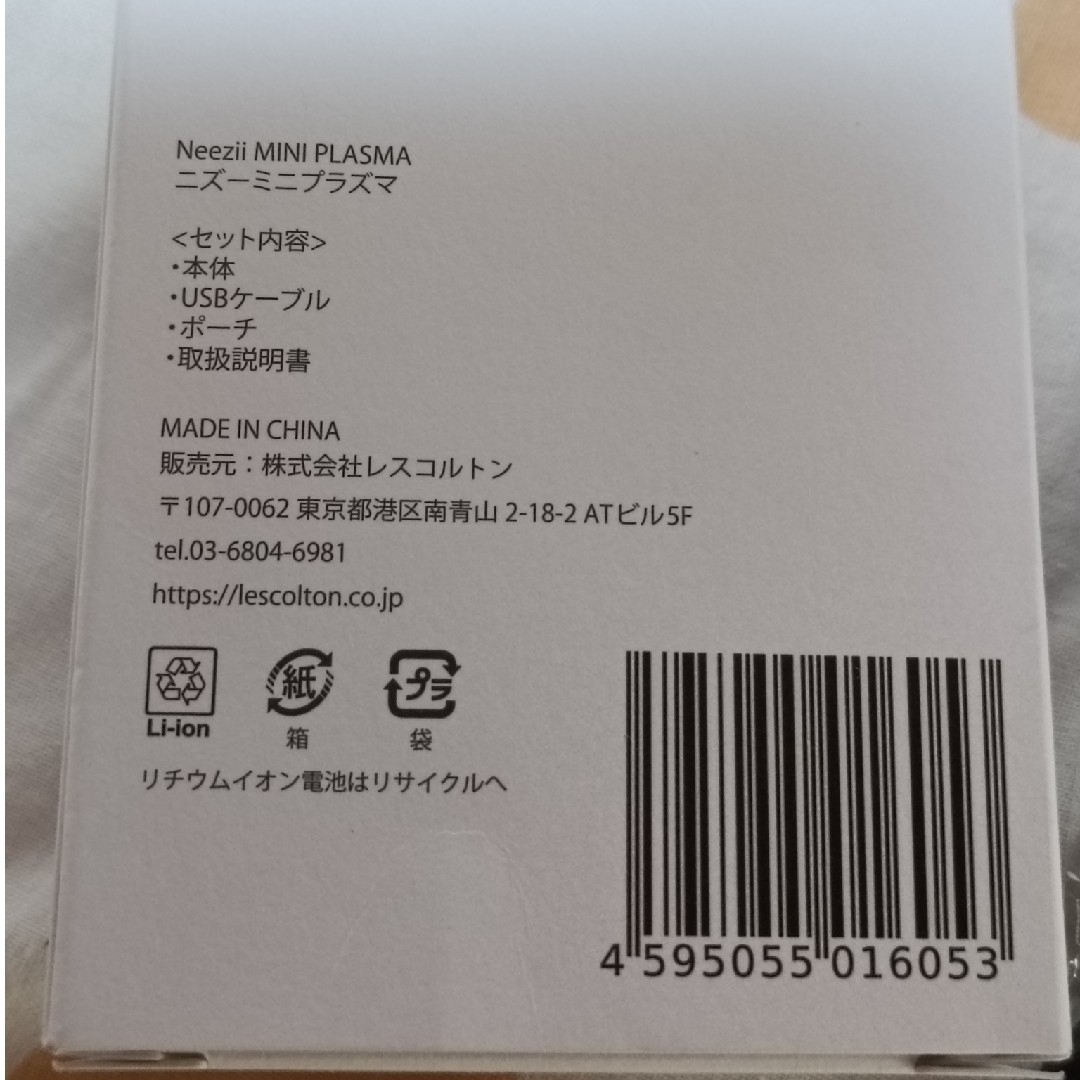 Neezii MINI PLASMA
ニズーミニプラズマ
<セット内容>
・本体
・USBケーブル
・ポーチ
・取扱説明書
MADE IN CHINA
販売元：株式会社レスコルトン
〒107-0062 東京都港区南青山 2-18-2 ATビル5F
tel.03-6804-6981
https://lescolton.co.jp
紙 プラ
Li-ion 箱 袋
リチウムイオン電池はリサイクルへ
4 595055 016053